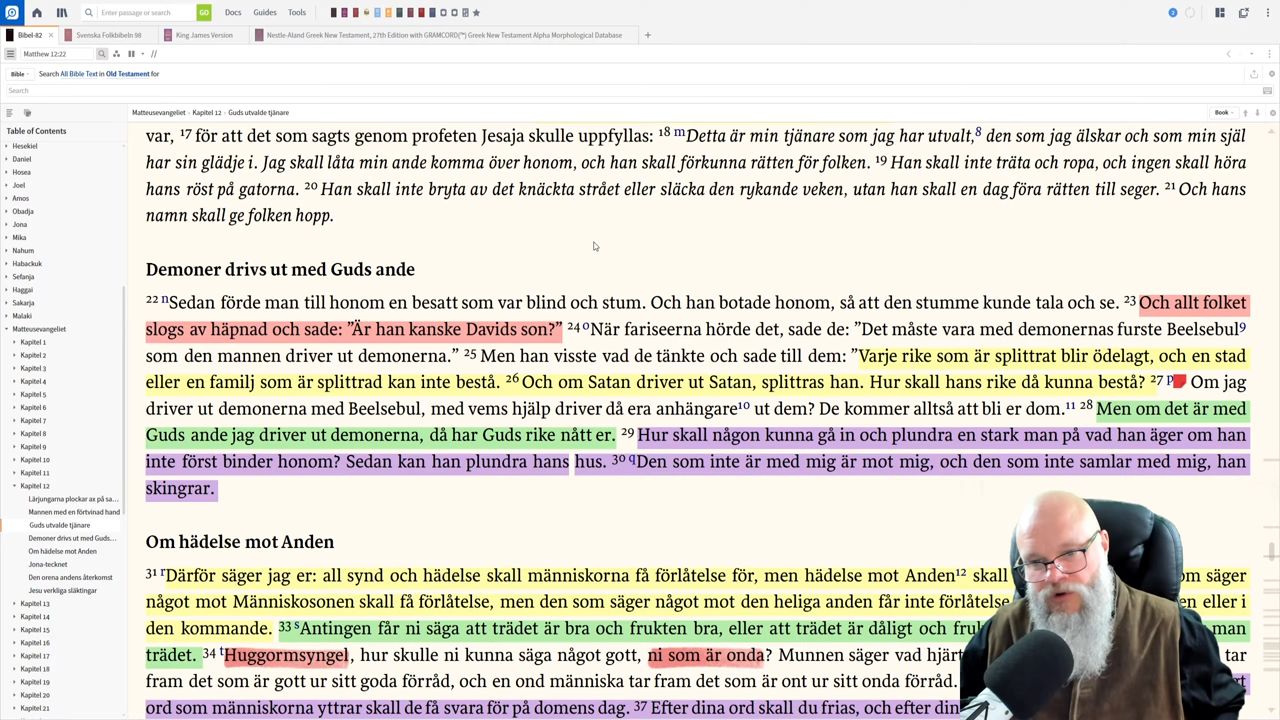 Enter passage or search
GO
Docs
Guides
Tools
2
Bibel-82
Svenska Folkbibeln 98
King James Version
Nestle-Aland Greek New Testament, 27th Edition with GRAMCORD(™) Greek New Testament Alpha Morphological Database
Matthew 12:22
Bible
Search All Bible Text in Old Testament for
Search
Matteusevangeliet › Kapitel 12 › Guds utvalde tjänare
Book
Table of Contents
Hesekiel
Daniel
Hosea
Joel
Amos
Obadja
Jona
Mika
Nahum
Habackuk
Sefanja
Haggai
Sakarja
Malaki
Matteusevangeliet
Kapitel 1
Kapitel 2
Kapitel 3
Kapitel 4
Kapitel 5
Kapitel 6
Kapitel 7
Kapitel 8
Kapitel 9
Kapitel 10
Kapitel 11
Kapitel 12
Lärjungarna plockar ax på sa...
Mannen med en förtvinad hand
Guds utvalde tjänare
Demoner drivs ut med Guds...
Om hädelse mot Anden
Jona-tecknet
Den orena andens återkomst
Jesu verkliga släktingar
Kapitel 13
Kapitel 14
Kapitel 15
Kapitel 16
Kapitel 17
Kapitel 18
Kapitel 19
Kapitel 20
Kapitel 21
var, 17 för att det som sagts genom profeten Jesaja skulle uppfyllas: 18 m Detta är min tjänare som jag har utvalt,8 den som jag älskar och som min själ
har sin glädje i. Jag skall låta min ande komma över honom, och han skall förkunna rätten för folken. 19 Han skall inte träta och ropa, och ingen skall höra
hans röst på gatorna. 20 Han skall inte bryta av det knäckta strået eller släcka den rykande veken, utan han skall en dag föra rätten till seger. 21 Och hans
namn skall ge folken hopp.
Demoner drivs ut med Guds ande
22 n Sedan förde man till honom en besatt som var blind och stum. Och han botade honom, så att den stumme kunde tala och se. 23 Och allt folket
slogs av häpnad och sade: ”Är han kanske Davids son?” 24 o När fariseerna hörde det, sade de: ”Det måste vara med demonernas furste Beelsebul9
som den mannen driver ut demonerna.” 25 Men han visste vad de tänkte och sade till dem: ”Varje rike som är splittrat blir ödelagt, och en stad
eller en familj som är splittrad kan inte bestå. 26 Och om Satan driver ut Satan, splittras han. Hur skall hans rike då kunna bestå? 27 p Om jag
driver ut demonerna med Beelsebul, med vems hjälp driver då era anhängare10 ut dem? De kommer alltså att bli er dom.11 28 Men om det är med
Guds ande jag driver ut demonerna, då har Guds rike nått er. 29 Hur skall någon kunna gå in och plundra en stark man på vad han äger om han
inte först binder honom? Sedan kan han plundra hans hus. 30 q Den som inte är med mig är mot mig, och den som inte samlar med mig, han
skingrar.
Om hädelse mot Anden
31 r Därför säger jag er: all synd och hädelse skall människorna få förlåtelse för, men hädelse mot Anden12 skall om säger
något mot Människosonen skall få förlåtelse, men den som säger något mot den heliga anden får inte förlåtelse en eller i
den kommande. 33 s Antingen får ni säga att trädet är bra och frukten bra, eller att trädet är dåligt och man
trädet. 34 t Huggormsyngel, hur skulle ni kunna säga något gott, ni som är onda? Munnen säger vad tar
fram det som är gott ur sitt goda förråd, och en ond människa tar fram det som är ont ur sitt onda förråd.
ord som människorna yttrar skall de få svara för på domens dag. 37 Efter dina ord skall du frias, och efter